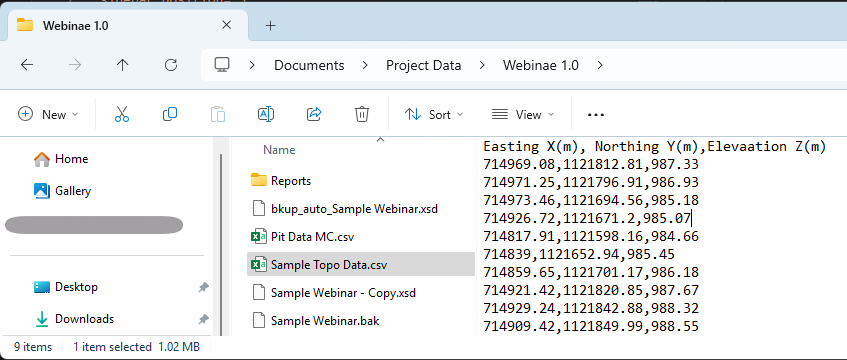 Webinae 1.0
Documents > Project Data > Webinae 1.0 >
New
Sort
View
Home
Gallery
Desktop
Downloads
Name
Reports
bkup_auto_Sample Webinar.xsd
Pit Data MC.csv
Sample Topo Data.csv
Sample Webinar - Copy.xsd
Sample Webinar.bak
Easting X(m), Northing Y(m),Elevaation Z(m)
714969.08,1121812.81,987.33
714971.25,1121796.91,986.93
714973.46,1121694.56,985.18
714926.72,1121671.2,985.07
714817.91,1121598.16,984.66
714839,1121652.94,985.45
714859.65,1121701.17,986.18
714921.42,1121820.85,987.67
714929.24,1121842.88,988.32
714909.42,1121849.99,988.55
9 items
1 item selected 1.02 MB